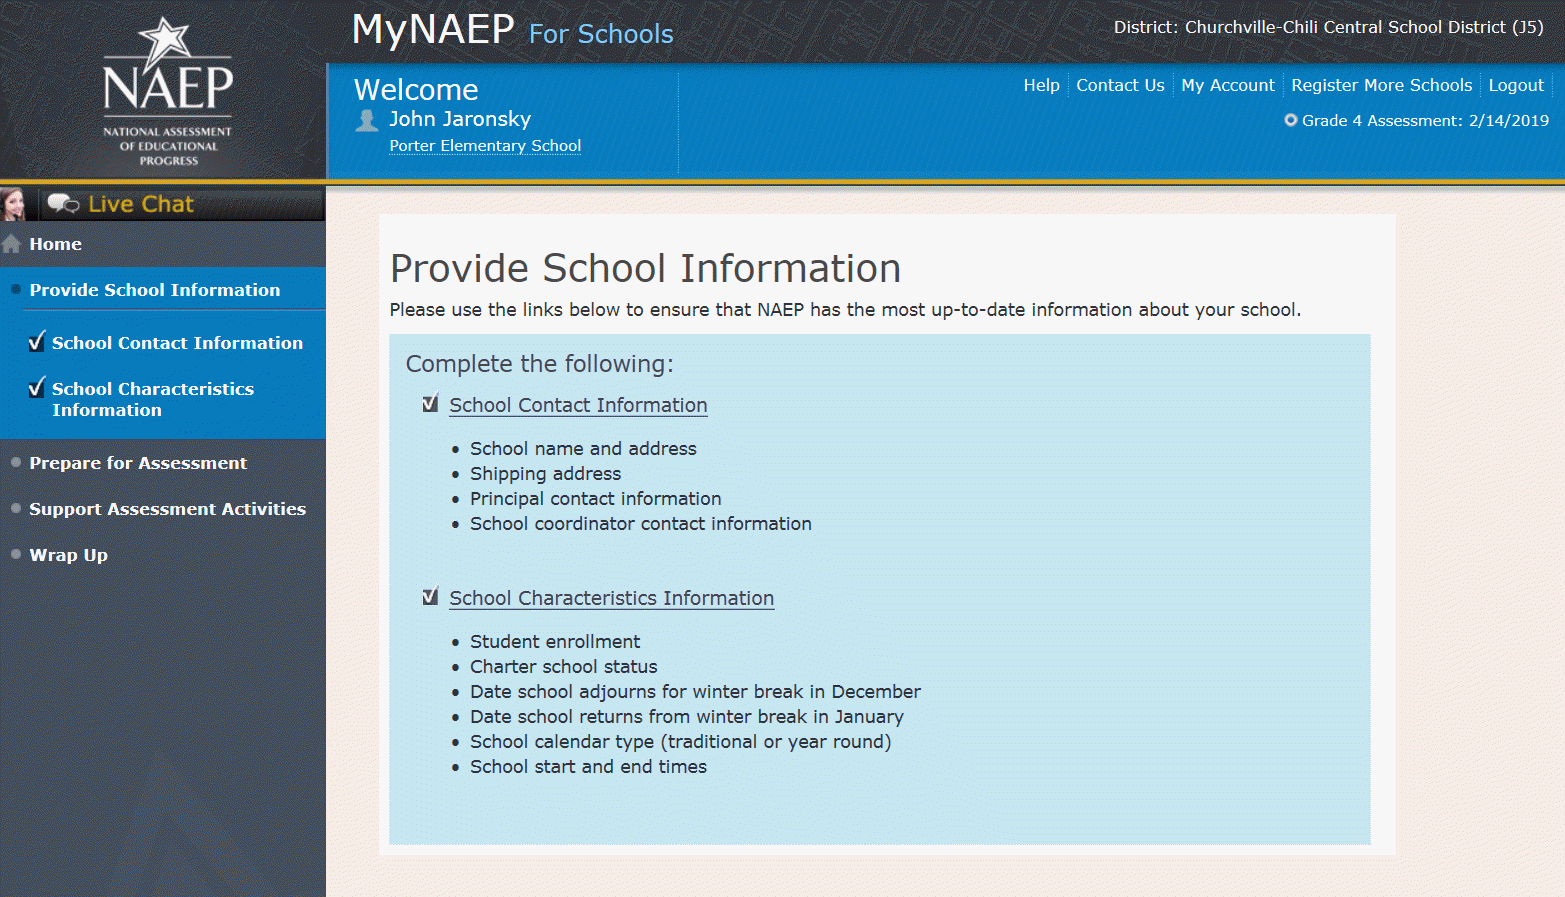 NAEP
NATIONAL ASSESSMENT
OF EDUCATIONAL
PROGRESS
MyNAEP For Schools
District: Churchville-Chili Central School District (J5)
Welcome
John Jaronsky
Porter Elementary School
Help
Contact Us
My Account
Register More Schools
Logout
Grade 4 Assessment: 2/14/2019
Live Chat
Home
Provide School Information
School Contact Information
School Characteristics
Information
Prepare for Assessment
Support Assessment Activities
Wrap Up
Provide School Information
Please use the links below to ensure that NAEP has the most up-to-date information about your school.
Complete the following:
School Contact Information
• School name and address
• Shipping address
• Principal contact information
• School coordinator contact information
School Characteristics Information
• Student enrollment
• Charter school status
• Date school adjourns for winter break in December
• Date school returns from winter break in January
• School calendar type (traditional or year round)
• School start and end times